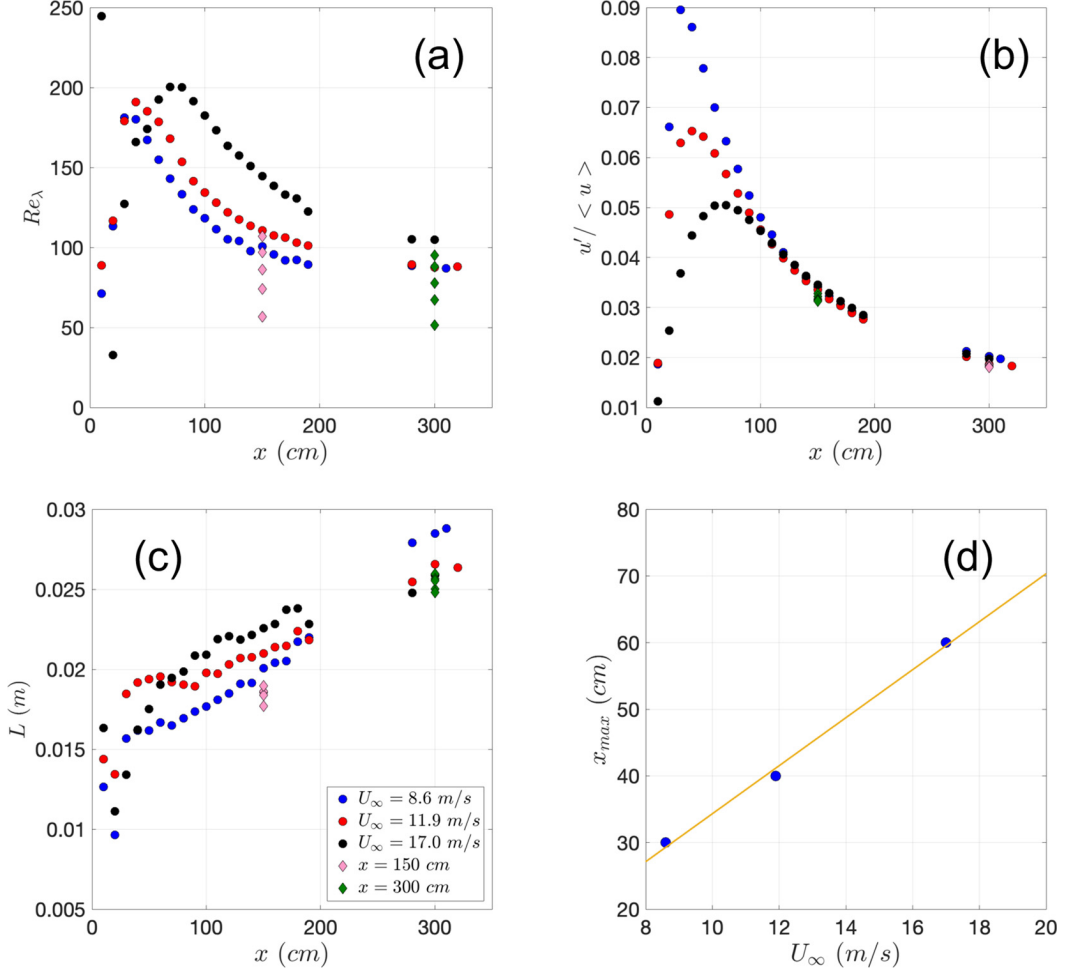 (a)
250
200
150
100
50
0
Re_λ
0 100 200 300
x (cm)
(b)
0.09
0.08
0.07
0.06
0.05
0.04
0.03
0.02
0.01
u′/ < u >
0 100 200 300
x (cm)
(c)
0.03
0.025
0.02
0.015
0.01
0.005
L (m)
U_∞ = 8.6 m/s
U_∞ = 11.9 m/s
U_∞ = 17.0 m/s
x = 150 cm
x = 300 cm
0 100 200 300
x (cm)
(d)
80
70
60
50
40
30
20
x_max (cm)
8 10 12 14 16 18 20
U_∞ (m/s)